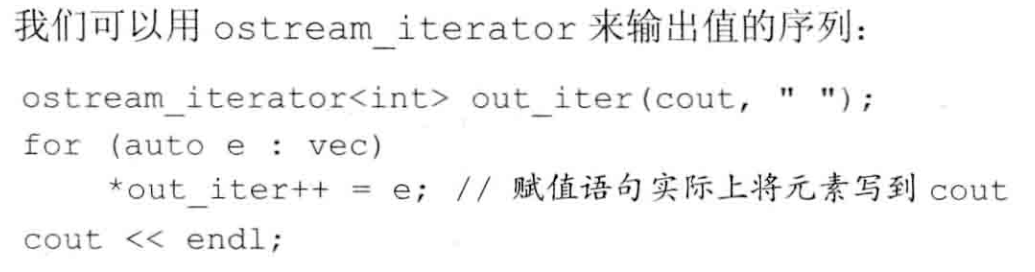 我们可以用 ostream_iterator 来输出值的序列：
ostream_iterator<int> out_iter(cout, " ");
for (auto e : vec)
    *out_iter++ = e; // 赋值语句实际上将元素写到 cout
cout << endl;